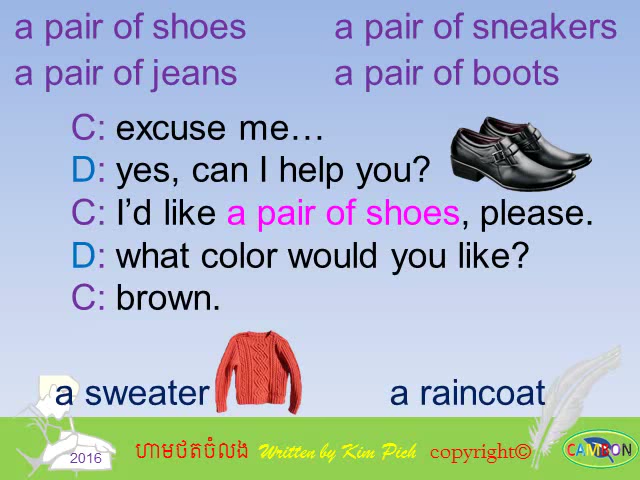 a pair of shoes a pair of sneakers
a pair of jeans a pair of boots
C: excuse me…
D: yes, can I help you?
C: I’d like a pair of shoes, please.
D: what color would you like?
C: brown.
a sweater a raincoat
2016 ហាមថតចំលង Written by Kim Pich copyright© CAMBON